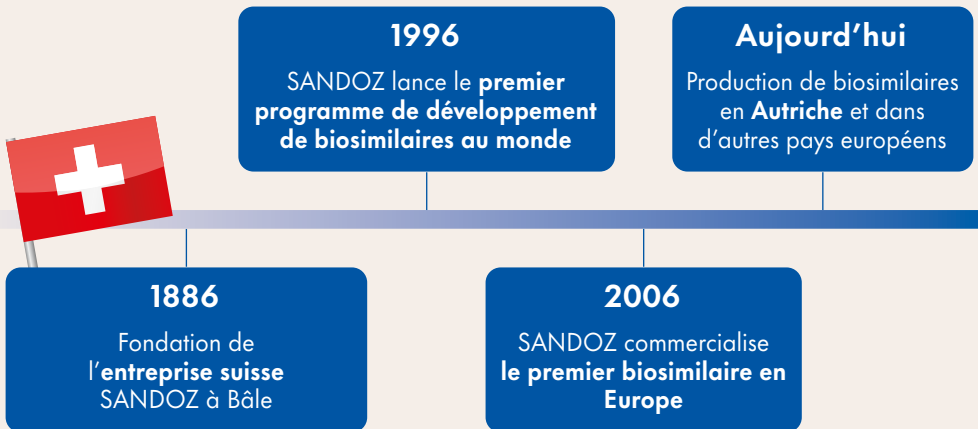 1996
SANDOZ lance le premier
programme de développement
de biosimilaires au monde
Aujourd’hui
Production de biosimilaires
en Autriche et dans
d’autres pays européens
1886
Fondation de
l’entreprise suisse
SANDOZ à Bâle
2006
SANDOZ commercialise
le premier biosimilaire en
Europe